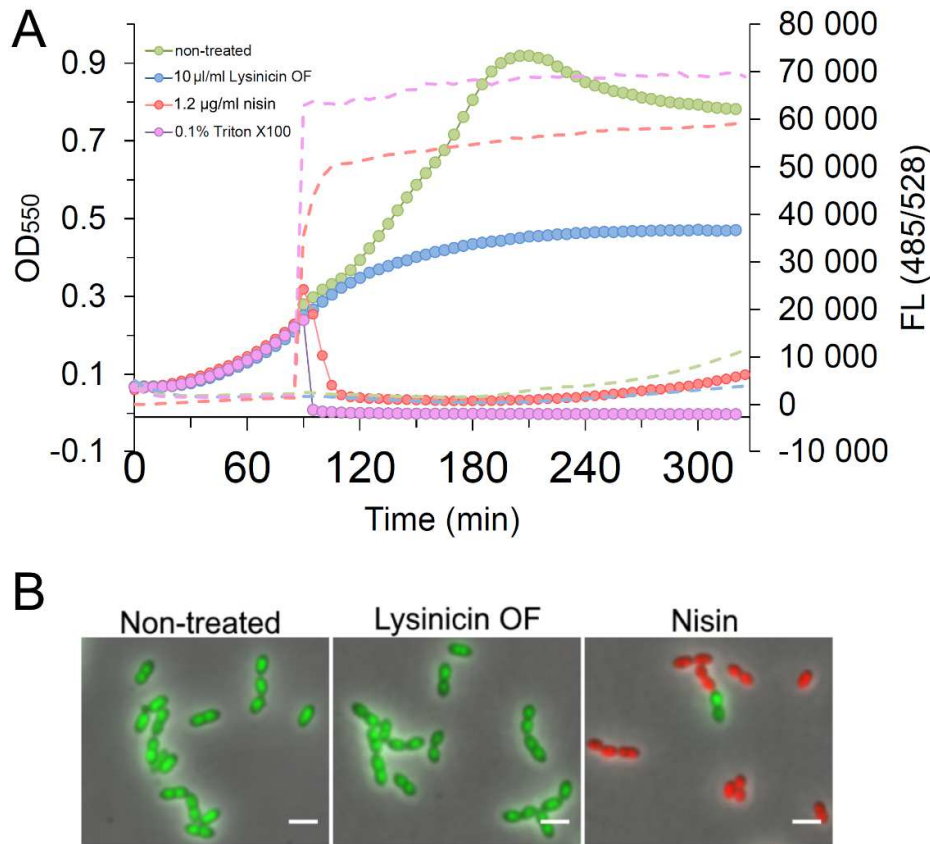 A
non-treated
10 µl/ml Lysinicin OF
1.2 µg/ml nisin
0.1% Triton X100
OD550
0.9
0.7
0.5
0.3
0.1
-0.1
80 000
70 000
60 000
50 000
40 000
30 000
20 000
10 000
0
-10 000
FL (485/528)
0 60 120 180 240 300
Time (min)
B
Non-treated Lysinicin OF Nisin